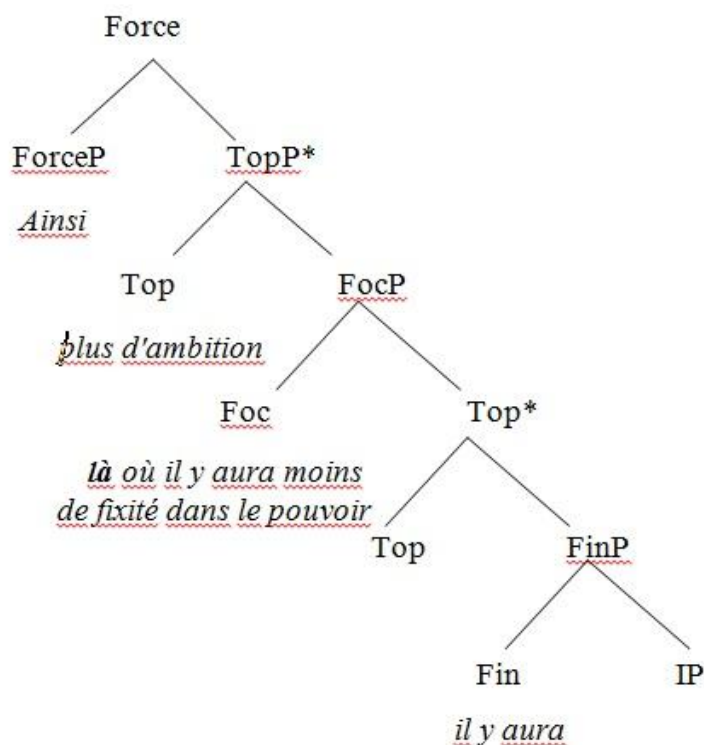 Force
ForceP TopP*
Ainsi
Top FocP
plus d'ambition
Foc Top*
là où il y aura moins
de fixité dans le pouvoir
Top FinP
Fin IP
il y aura